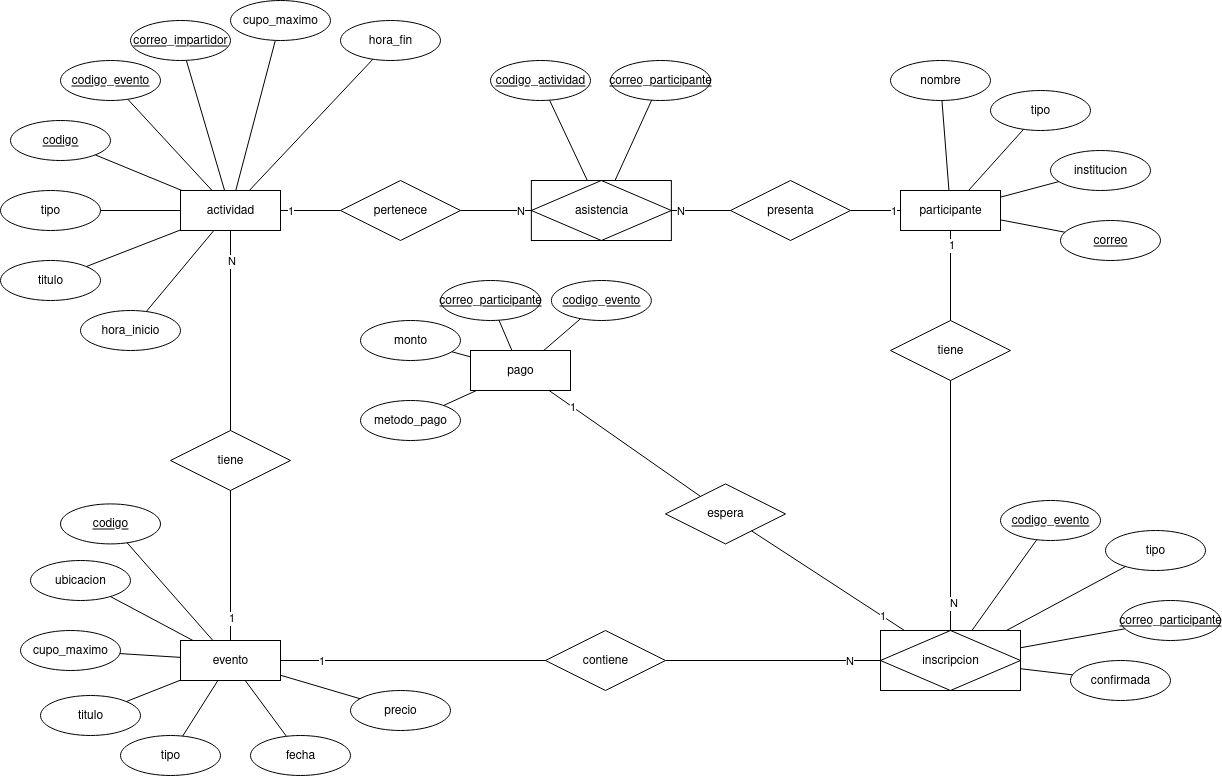 cupo_maximo
correo_impartidor
hora_fin
codigo_evento
codigo_actividad
correo_participante
nombre
tipo
codigo
institucion
tipo
actividad
1
pertenece
N
asistencia
N
presenta
1
participante
correo
1
N
titulo
hora_inicio
correo_participante
codigo_evento
monto
pago
tiene
1
metodo_pago
tiene
espera
codigo
codigo_evento
tipo
ubicacion
N
1
1
correo_participante
cupo_maximo
evento
1
contiene
N
inscripcion
confirmada
titulo
precio
tipo
fecha